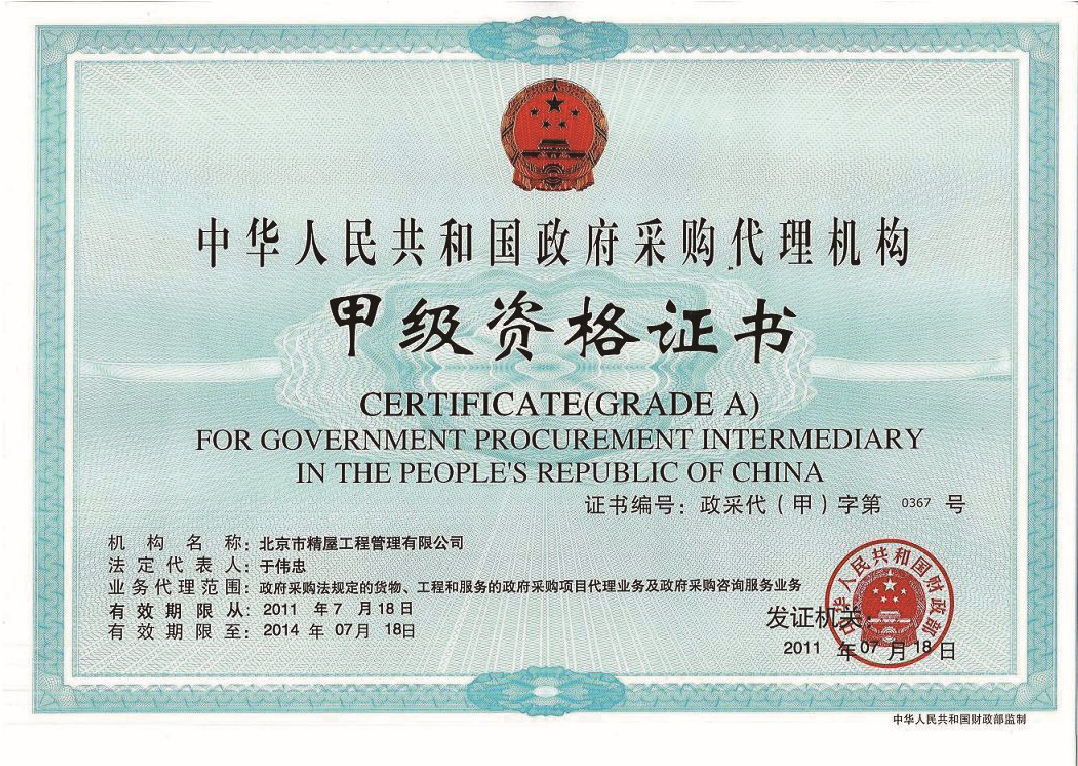 中华人民共和国政府采购代理机构
甲级资格证书
CERTIFICATE(GRADE A)
FOR GOVERNMENT PROCUREMENT INTERMEDIARY
IN THE PEOPLE'S REPUBLIC OF CHINA
证书编号：政采代（甲）字第 0367 号
机构名称：北京市精屋工程管理有限公司
法定代表人：于伟忠
业务代理范围：政府采购法规定的货物、工程和服务的政府采购项目代理业务及政府采购咨询服务业务
有效期限从：2011 年 7 月 18 日
有效期限至：2014 年 07月 18日
发证机关：
中华人民共和国财政部
2011 年 07 月 18 日
中华人民共和国财政部监制